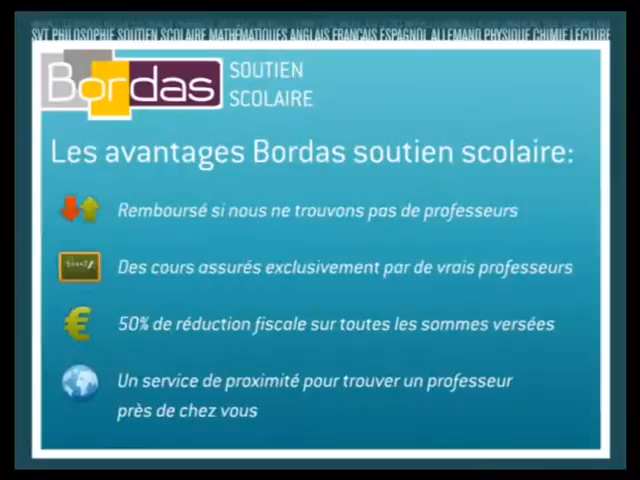 SVT PHILOSOPHIE SOUTIEN SCOLAIRE MATHÉMATIQUES ANGLAIS FRANÇAIS ESPAGNOL ALLEMAND PHYSIQUE CHIMIE LECTURE
Bordas
SOUTIEN
SCOLAIRE
Les avantages Bordas soutien scolaire:
Remboursé si nous ne trouvons pas de professeurs
Des cours assurés exclusivement par de vrais professeurs
50% de réduction fiscale sur toutes les sommes versées
Un service de proximité pour trouver un professeur
près de chez vous